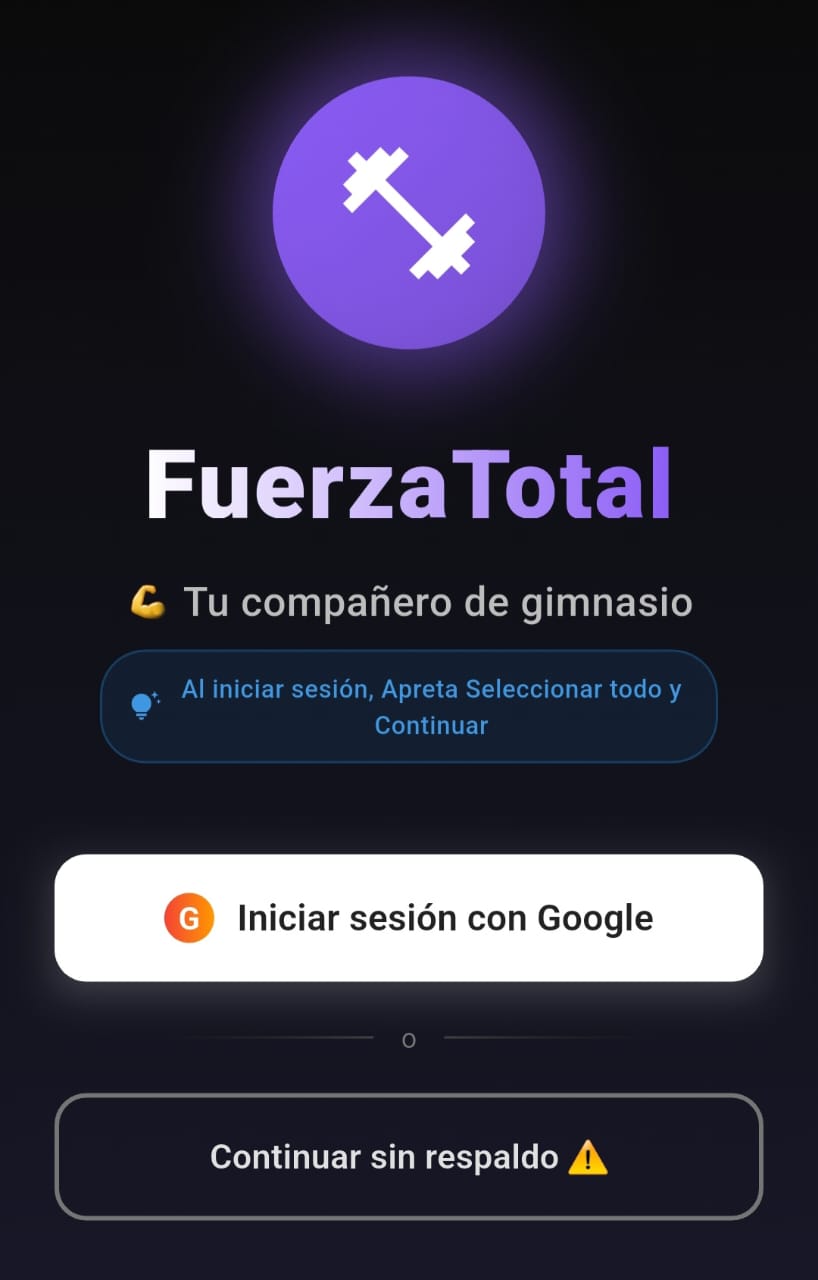 FuerzaTotal
💪 Tu compañero de gimnasio
Al iniciar sesión, Apreta Seleccionar todo y
Continuar
G Iniciar sesión con Google
o
Continuar sin respaldo ⚠️